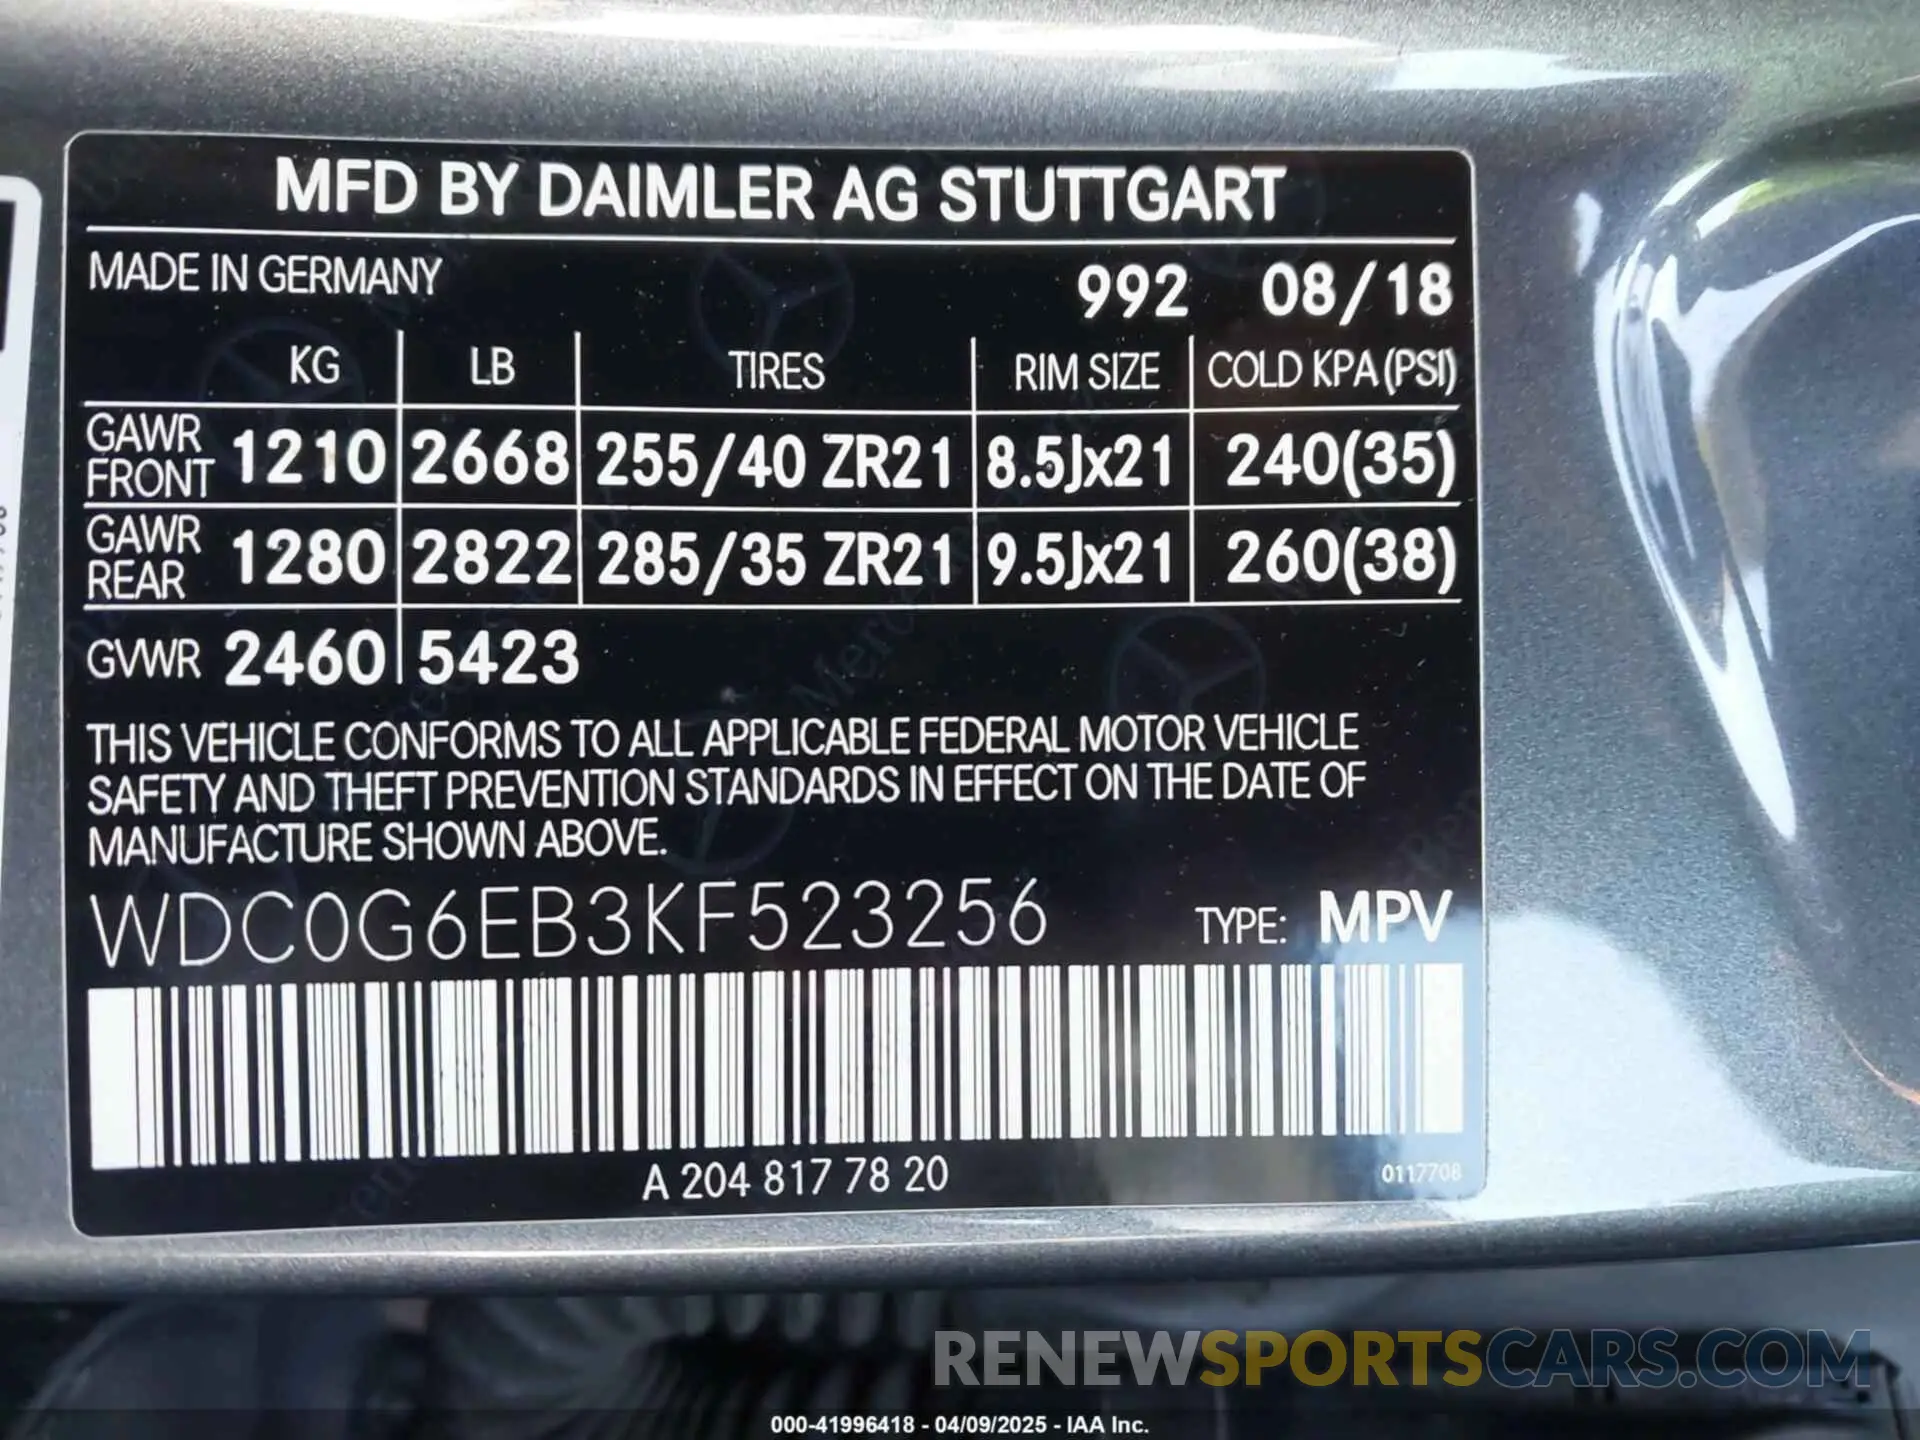 MFD BY DAIMLER AG STUTTGART
MADE IN GERMANY 992 08/18
KG LB TIRES RIM SIZE COLD KPA (PSI)
GAWR FRONT 1210 2668 255/40 ZR21 8.5Jx21 240(35)
GAWR REAR 1280 2822 285/35 ZR21 9.5Jx21 260(38)
GVWR 2460 5423
THIS VEHICLE CONFORMS TO ALL APPLICABLE FEDERAL MOTOR VEHICLE
SAFETY AND THEFT PREVENTION STANDARDS IN EFFECT ON THE DATE OF
MANUFACTURE SHOWN ABOVE.
WDC0G6EB3KF523256 TYPE: MPV
A 204 817 78 20 0117708
RENEWSPORTSCARS.COM
000-41996418 - 04/09/2025 - IAA Inc.